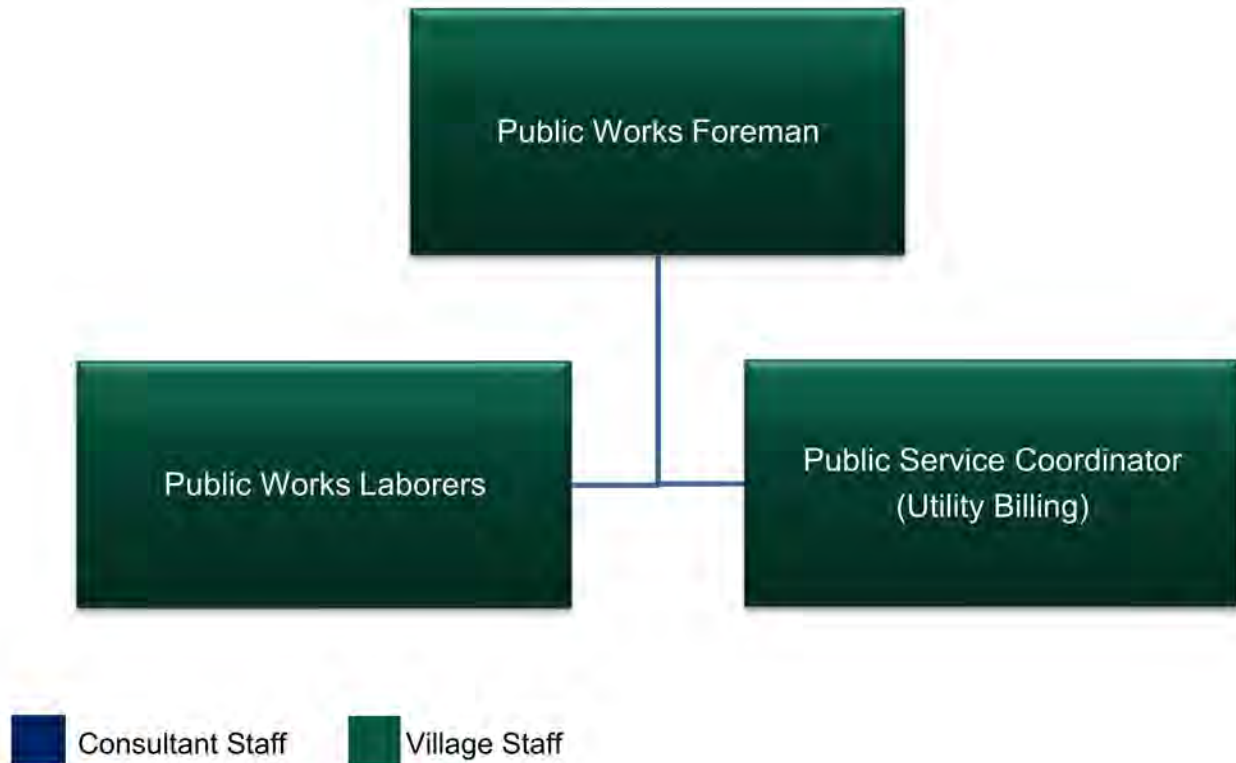 Public Works Foreman
Public Works Laborers
Public Service Coordinator
(Utility Billing)
Consultant Staff
Village Staff